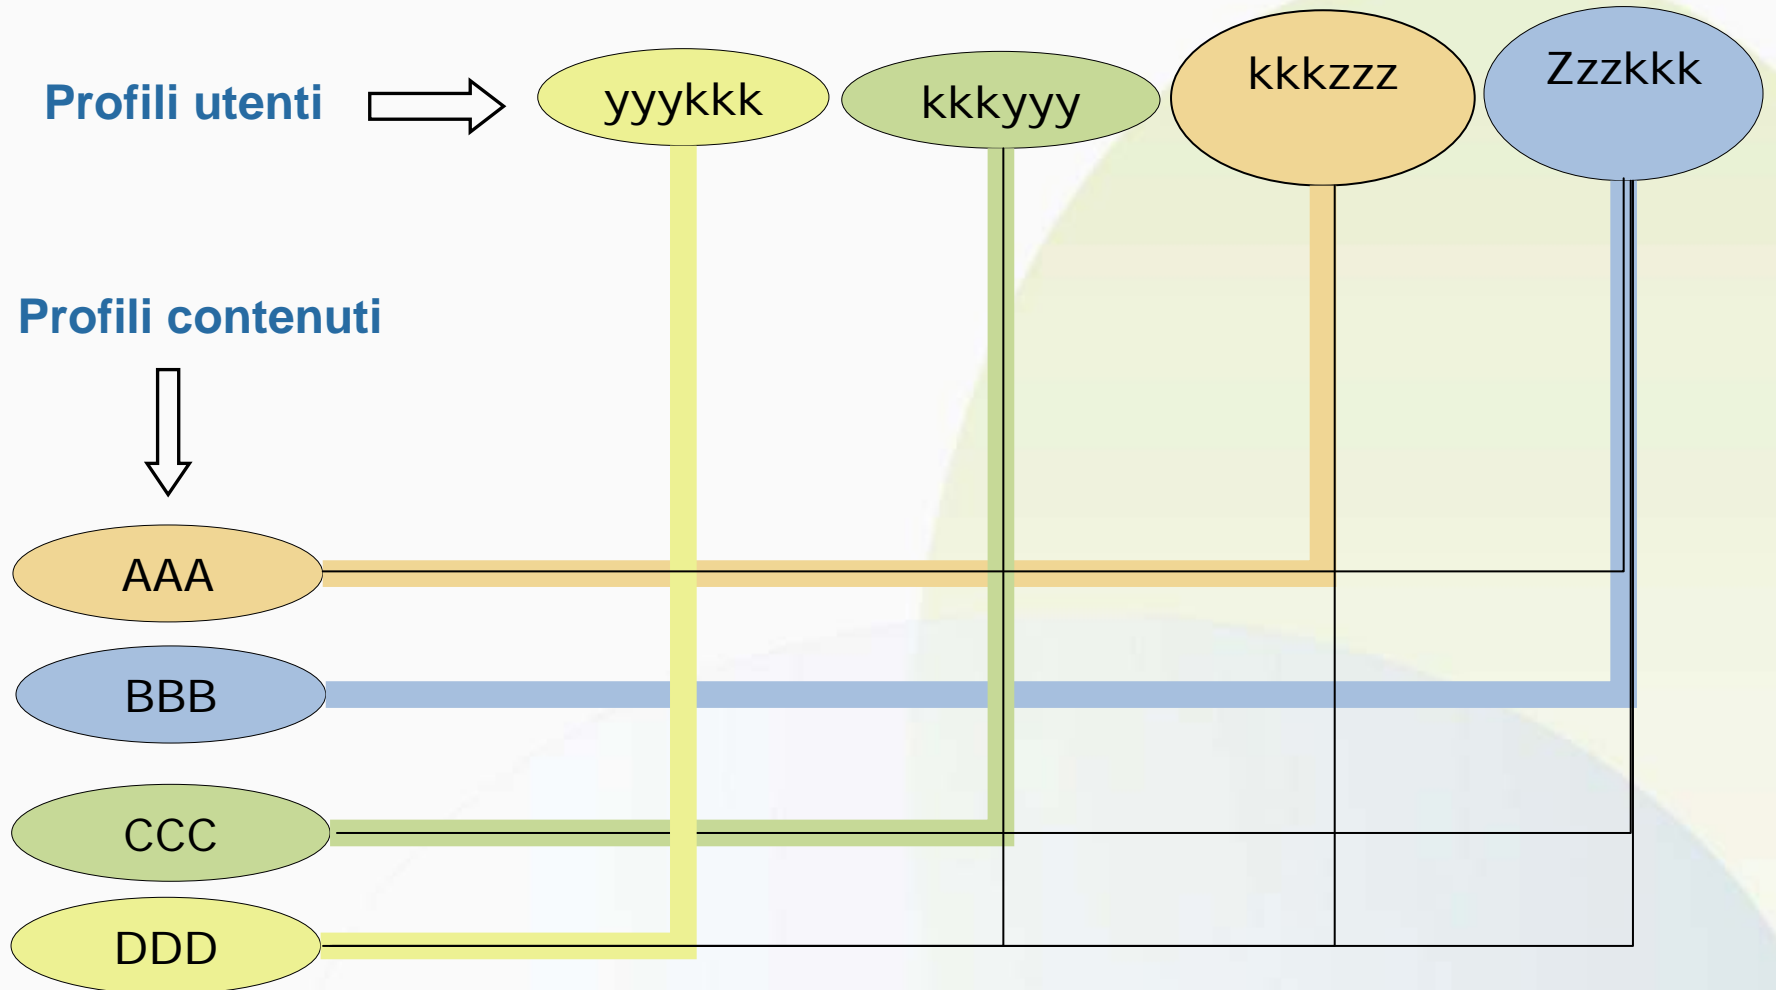 Profili utenti
yyykkk
kkkyyy
kkkzzz
Zzzkkk
Profili contenuti
AAA
BBB
CCC
DDD